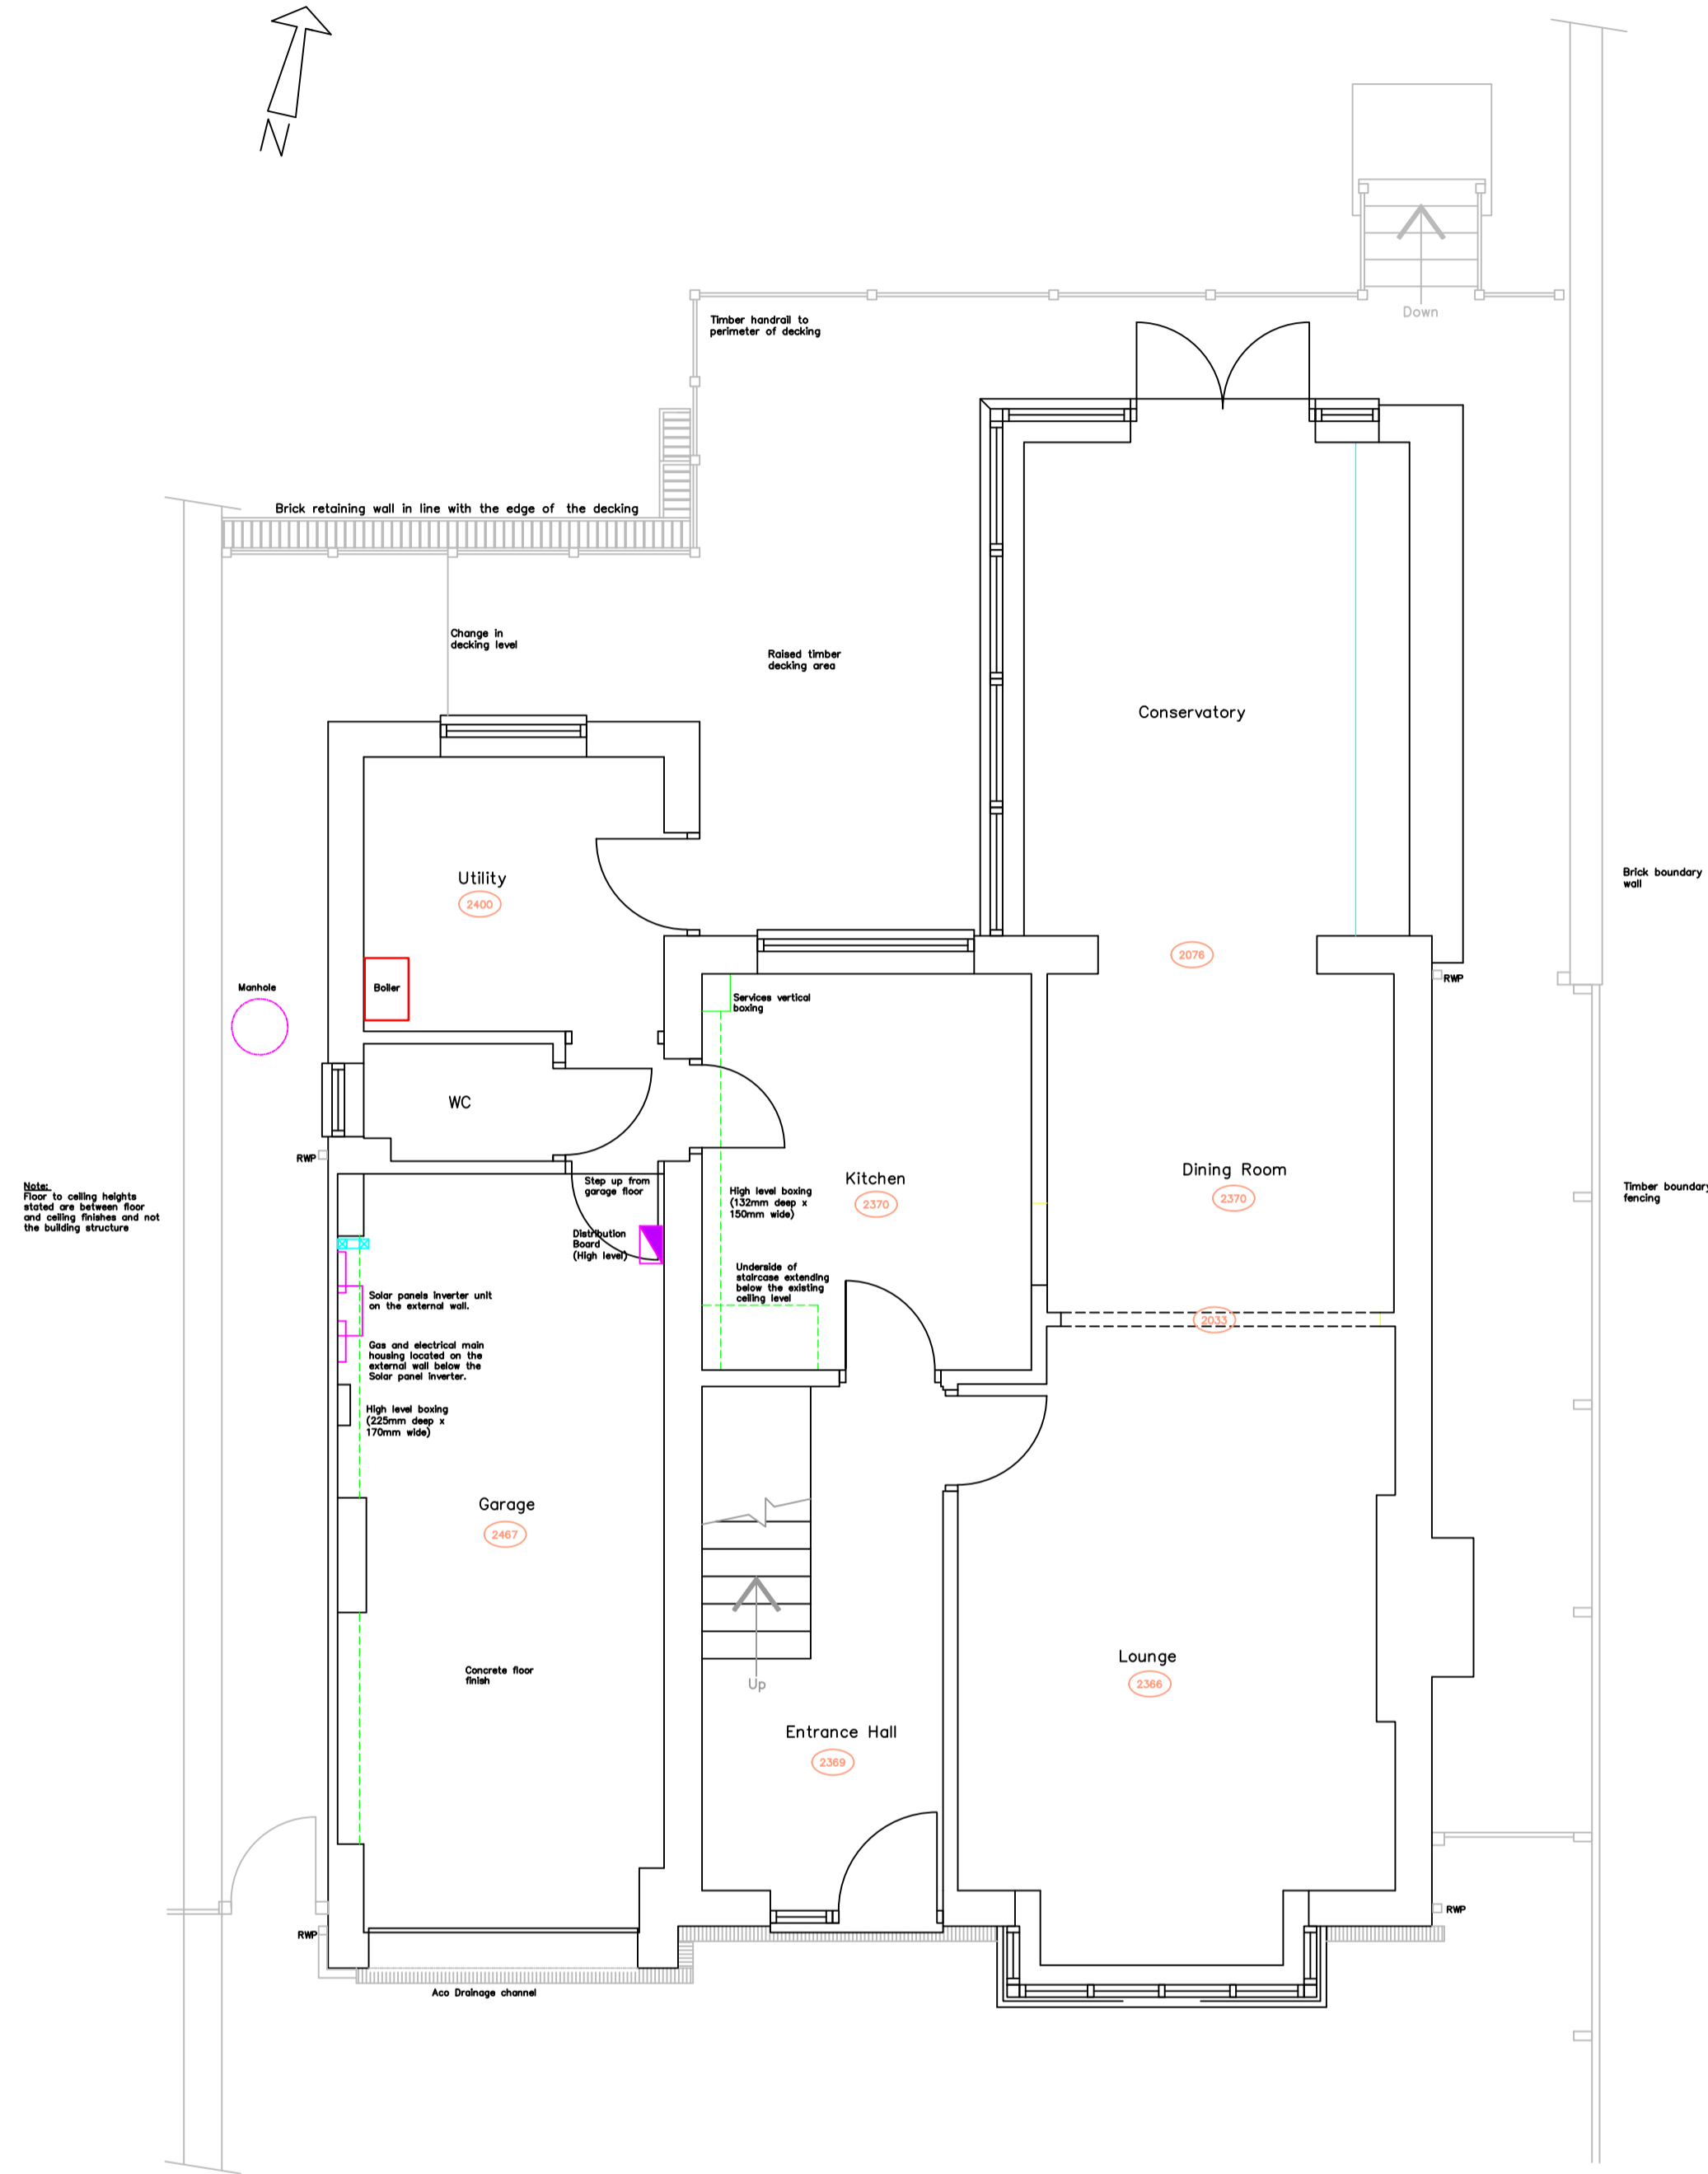 N
Down
Timber handrail to
perimeter of decking
Brick retaining wall in line with the edge of the decking
Change in
decking level
Raised timber
decking area
Conservatory
Brick boundary
wall
Utility
2400
2076
RWP
Boiler
Manhole
Services vertical
boxing
WC
RWP
Kitchen
2370
Dining Room
2370
Step up from
garage floor
High level boxing
(132mm deep x
150mm wide)
Timber boundary
fencing
Note:
Floor to ceiling heights
stated are between floor
and ceiling finishes and not
the building structure
Distribution
Board
(High level)
Underside of
staircase extending
below the existing
ceiling level
Solar panels inverter unit
on the external wall.
2033
Gas and electrical main
housing located on the
external wall below the
Solar panel inverter.
High level boxing
(225mm deep x
170mm wide)
Garage
2467
Concrete floor
finish
Up
Lounge
2366
Entrance Hall
2369
RWP
RWP
Aco Drainage channel